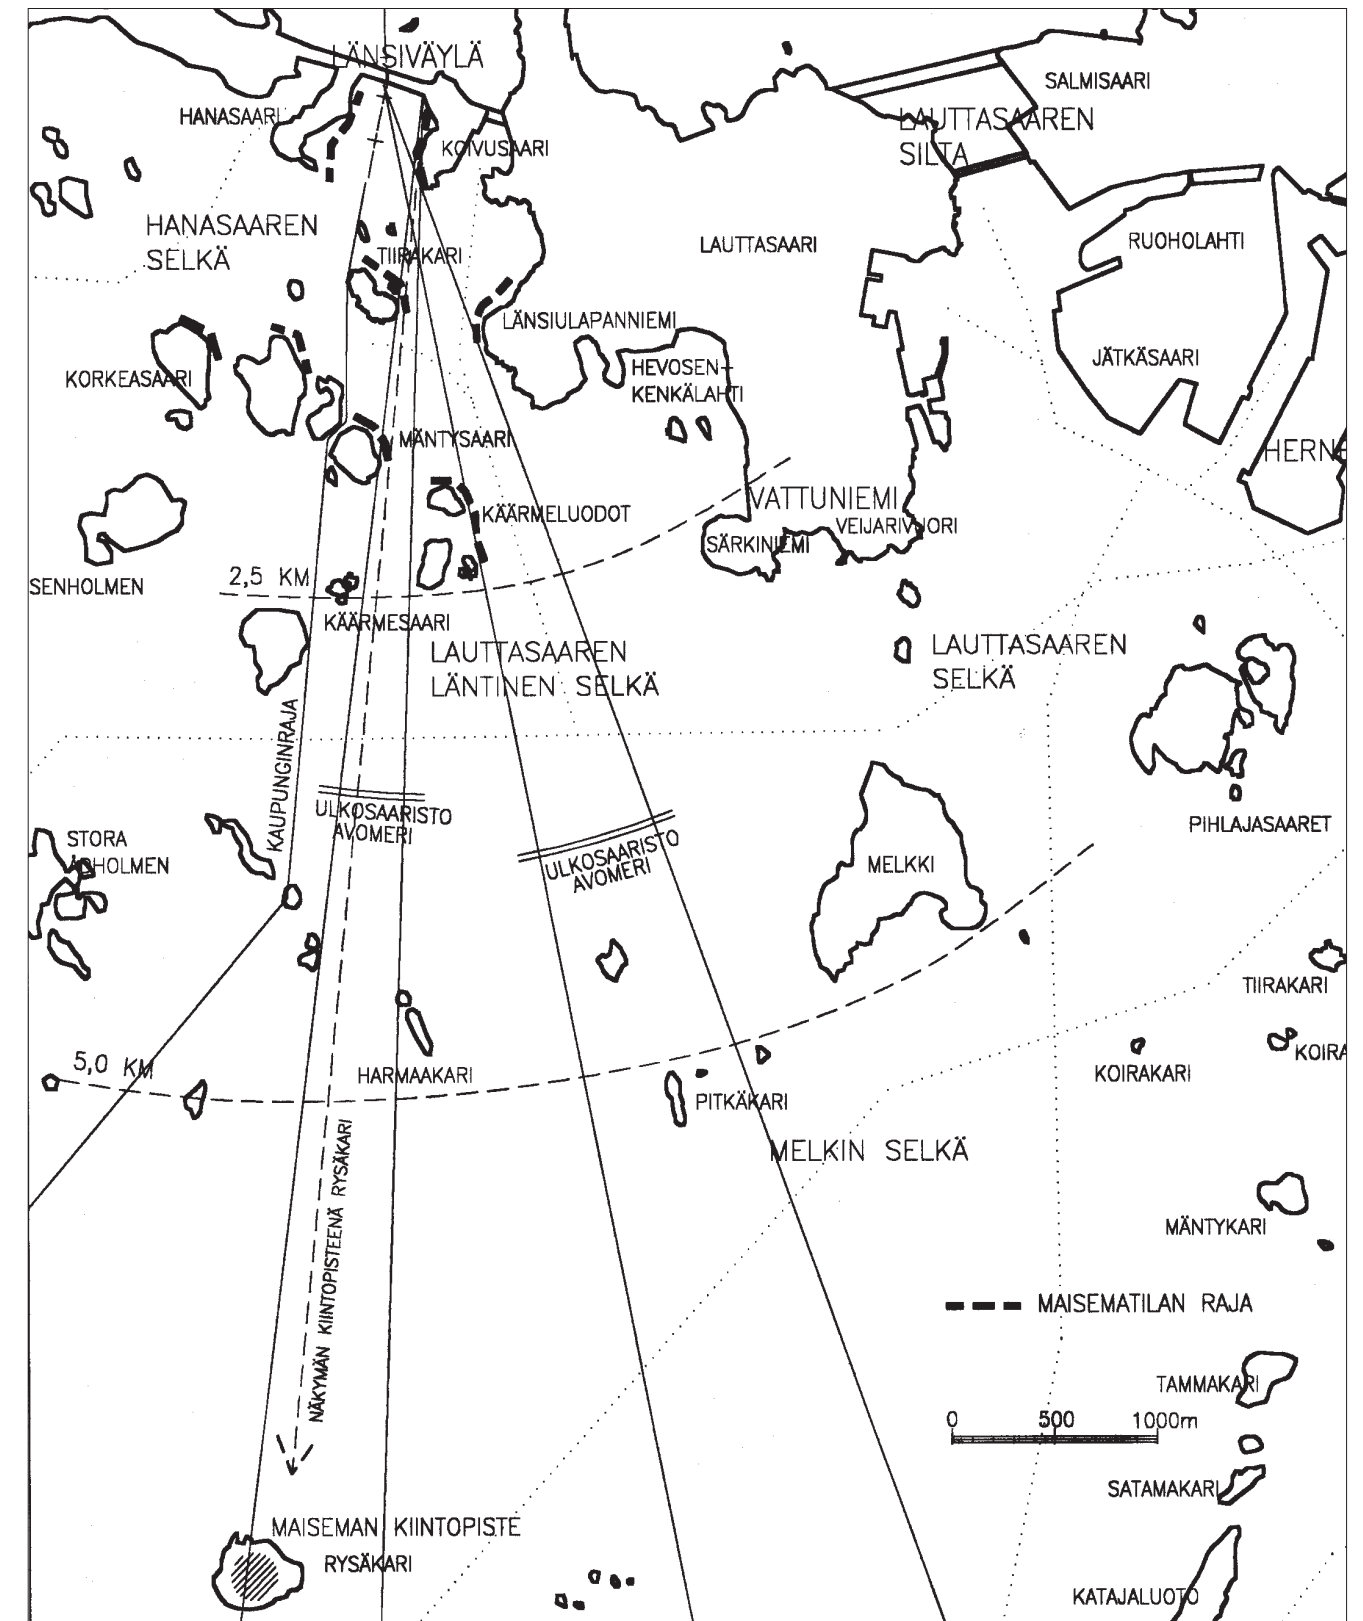 LÄNSIVÄYLÄ
SALMISAARI
HANASAARI
LAUTTASAAREN
SILTA
KOIVUSAARI
HANASAAREN
SELKÄ
TIIRAKARI
LAUTTASAARI
RUOHOLAHTI
LÄNSIULAPANNIEMI
KORKEASAARI
HEVOSEN-
KENKÄLAHTI
JÄTKÄSAARI
MÄNTYSAARI
HERNE
VATTUNIEMI
KÄÄRMELUODOT
VEIJARIVUORI
SÄRKINIEMI
2,5 KM
SENHOLMEN
KÄÄRMESAARI
LAUTTASAAREN
LÄNTINEN SELKÄ
LAUTTASAAREN
SELKÄ
KAUPUNGINRAJA
ULKOSAARISTO
AVOMERI
ULKOSAARISTO
AVOMERI
PIHLAJASAARET
STORA
ÅDHOLMEN
MELKKI
TIIRAKARI
5,0 KM
HARMAAKARI
KOIRAKARI
KOIRA
PITKÄKARI
MELKIN SELKÄ
NÄKYMÄN KIINTOPISTEENÄ RYSÄKARI
MÄNTYKARI
MAISEMATILAN RAJA
TAMMAKARI
0 500 1000m
SATAMAKARI
MAISEMAN KIINTOPISTE
RYSÄKARI
KATAJALUOTO